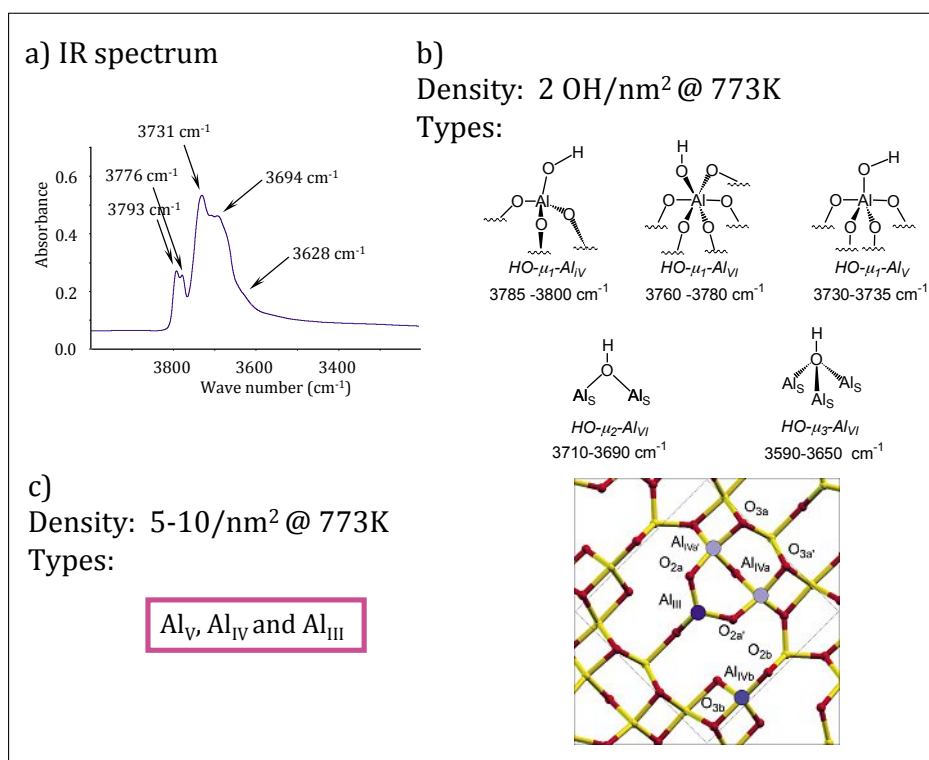 a) IR spectrum
3731 cm⁻¹
3776 cm⁻¹
3793 cm⁻¹
3694 cm⁻¹
3628 cm⁻¹
Absorbance
0.6
0.4
0.2
0.0
3800 3600 3400
Wave number (cm⁻¹)
b)
Density: 2 OH/nm² @ 773K
Types:
H
O
Al
O
O
O
HO-μ₁-Al_IV
3785 -3800 cm⁻¹
H
O
O
Al
O
O
O
O
HO-μ₁-Al_VI
3760 -3780 cm⁻¹
H
O
Al
O
O
O
O
HO-μ₁-Al_V
3730-3735 cm⁻¹
H
O
Al_S Al_S
HO-μ₂-Al_VI
3710-3690 cm⁻¹
H
O
Al_S Al_S
Al_S
HO-μ₃-Al_VI
3590-3650 cm⁻¹
c)
Density: 5-10/nm² @ 773K
Types:
Al_V, Al_IV and Al_III
O_3a
Al_IVa'
O_3a'
O_2a
Al_IVa
Al_III
O_2a'
O_2b
Al_IVb
O_3b